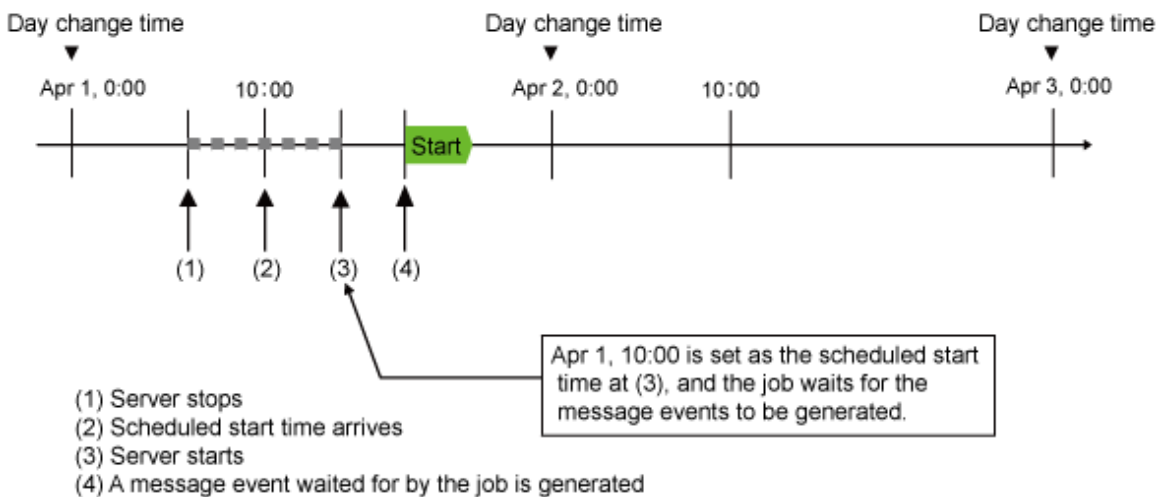 Day change time Day change time Day change time
Apr 1, 0:00 10:00 Apr 2, 0:00 10:00 Apr 3, 0:00
Start
(1) (2) (3) (4)
Apr 1, 10:00 is set as the scheduled start
time at (3), and the job waits for the
message events to be generated.
(1) Server stops
(2) Scheduled start time arrives
(3) Server starts
(4) A message event waited for by the job is generated